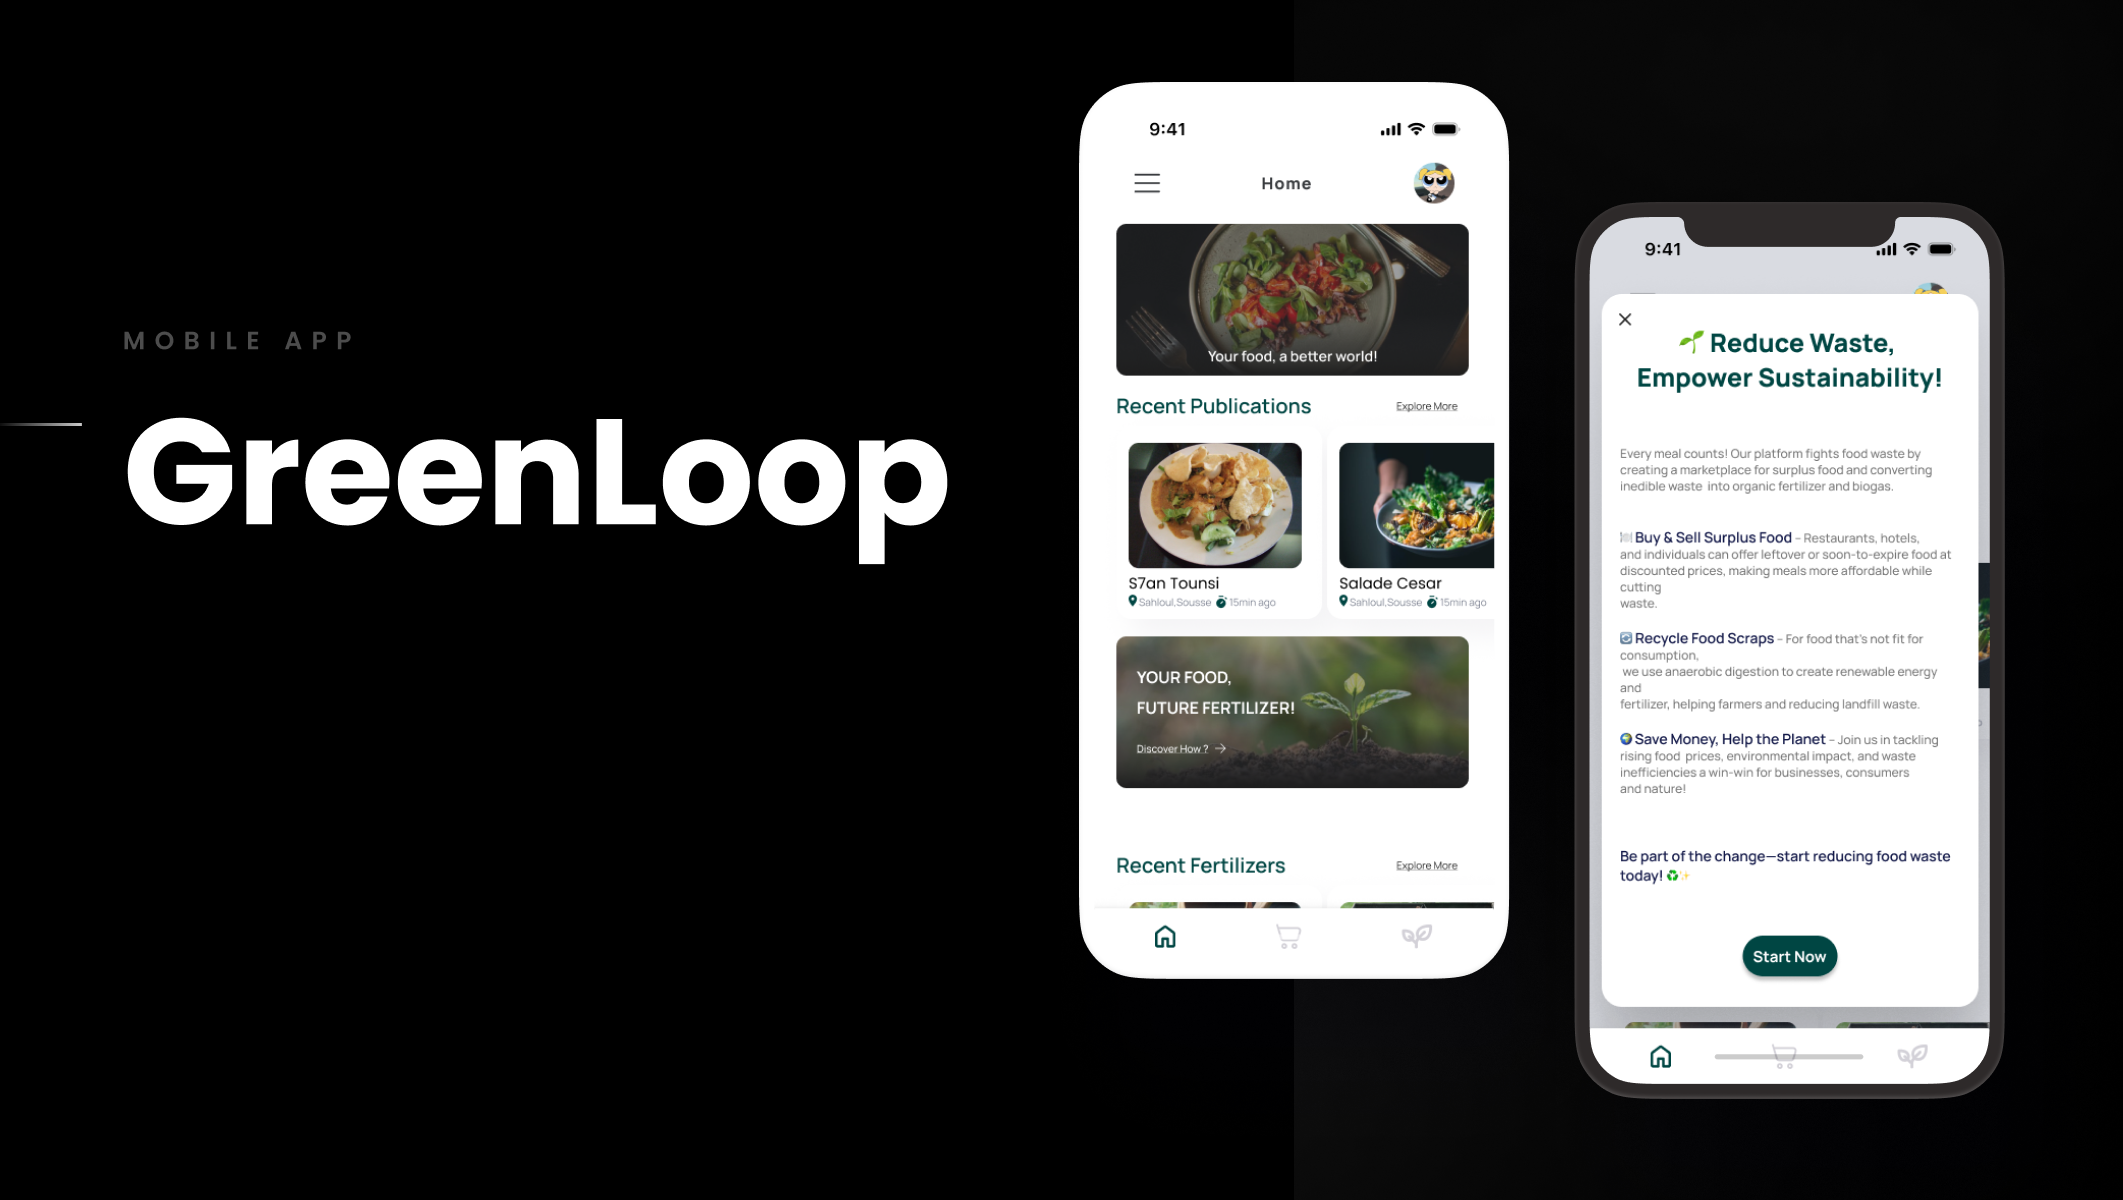 MOBILE APP
GreenLoop
9:41
Home
Your food, a better world!
Recent Publications
Explore More
S7an Tounsi
Sahloul,Sousse 15min ago
Salade Cesar
Sahloul,Sousse 15min ago
YOUR FOOD,
FUTURE FERTILIZER!
Discover How ?
Recent Fertilizers
Explore More
9:41
Reduce Waste,
Empower Sustainability!
Every meal counts! Our platform fights food waste by
creating a marketplace for surplus food and converting
inedible waste into organic fertilizer and biogas.
Buy & Sell Surplus Food – Restaurants, hotels,
and individuals can offer leftover or soon-to-expire food at
discounted prices, making meals more affordable while
cutting
waste.
Recycle Food Scraps – For food that's not fit for
consumption,
we use anaerobic digestion to create renewable energy
and
fertilizer, helping farmers and reducing landfill waste.
Save Money, Help the Planet – Join us in tackling
rising food prices, environmental impact, and waste
inefficiencies a win-win for businesses, consumers
and nature!
Be part of the change—start reducing food waste
today! ♻️✨
Start Now